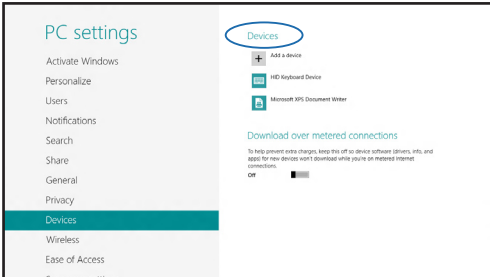 PC settings
Activate Windows
Personalize
Users
Notifications
Search
Share
General
Privacy
Devices
Wireless
Ease of Access
Devices
Add a device
HID Keyboard Device
Microsoft XPS Document Writer
Download over metered connections
To help prevent extra charges, keep this off so device software (drivers, info, and
apps) for new devices won't download while you're on metered Internet
connections.
Off